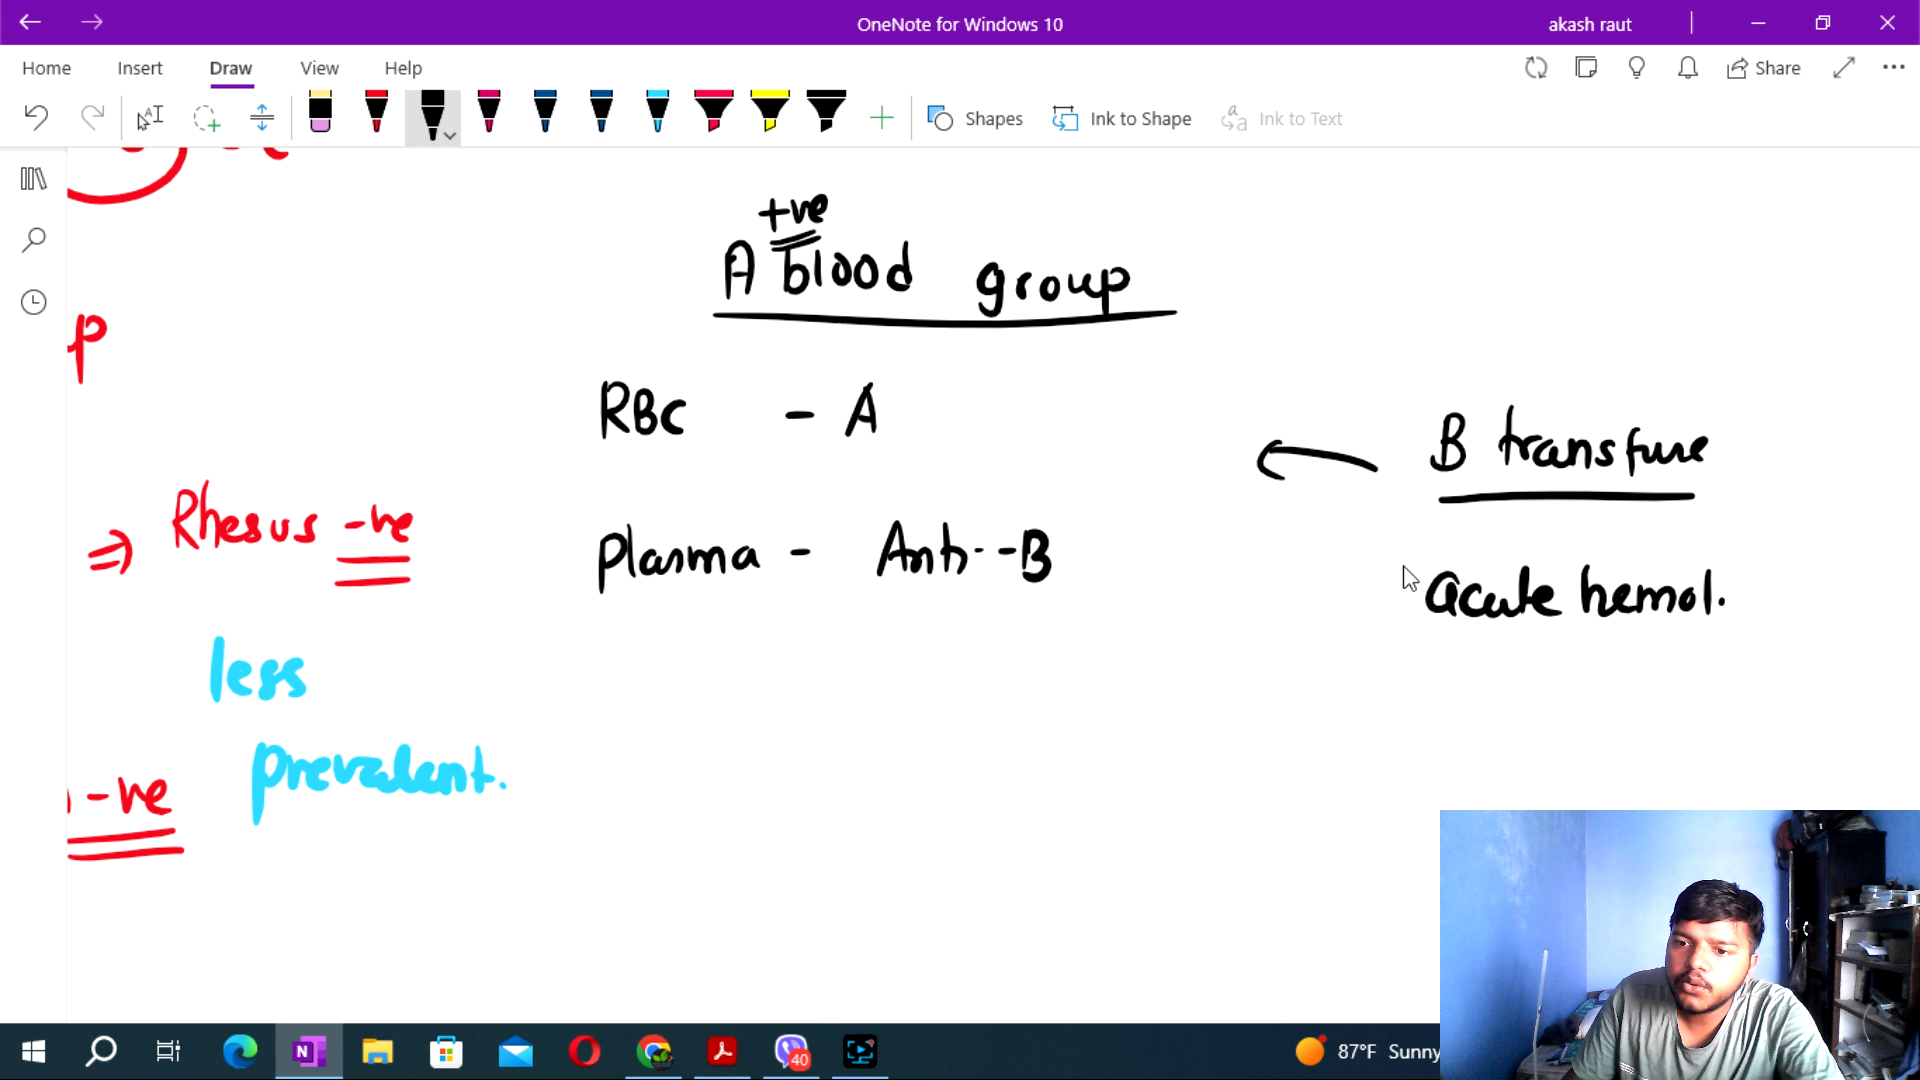 OneNote for Windows 10
akash raut
Home Insert Draw View Help
Share
Shapes
Ink to Shape
Ink to Text
+ve
A blood group
p
RBC - A
B transfuse
Rhesus -ve
Plasma - Anti-B
acute hemol.
less
prevalent.
-ve
40
87°F Sunny